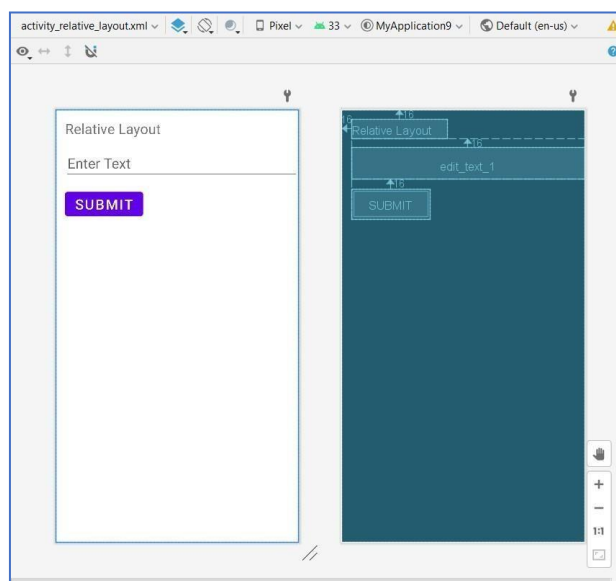 activity_relative_layout.xml Pixel 33 MyApplication9 Default (en-us)
Relative Layout
Enter Text
SUBMIT
16
16
Relative Layout
16
edit_text_1
16
SUBMIT
1:1